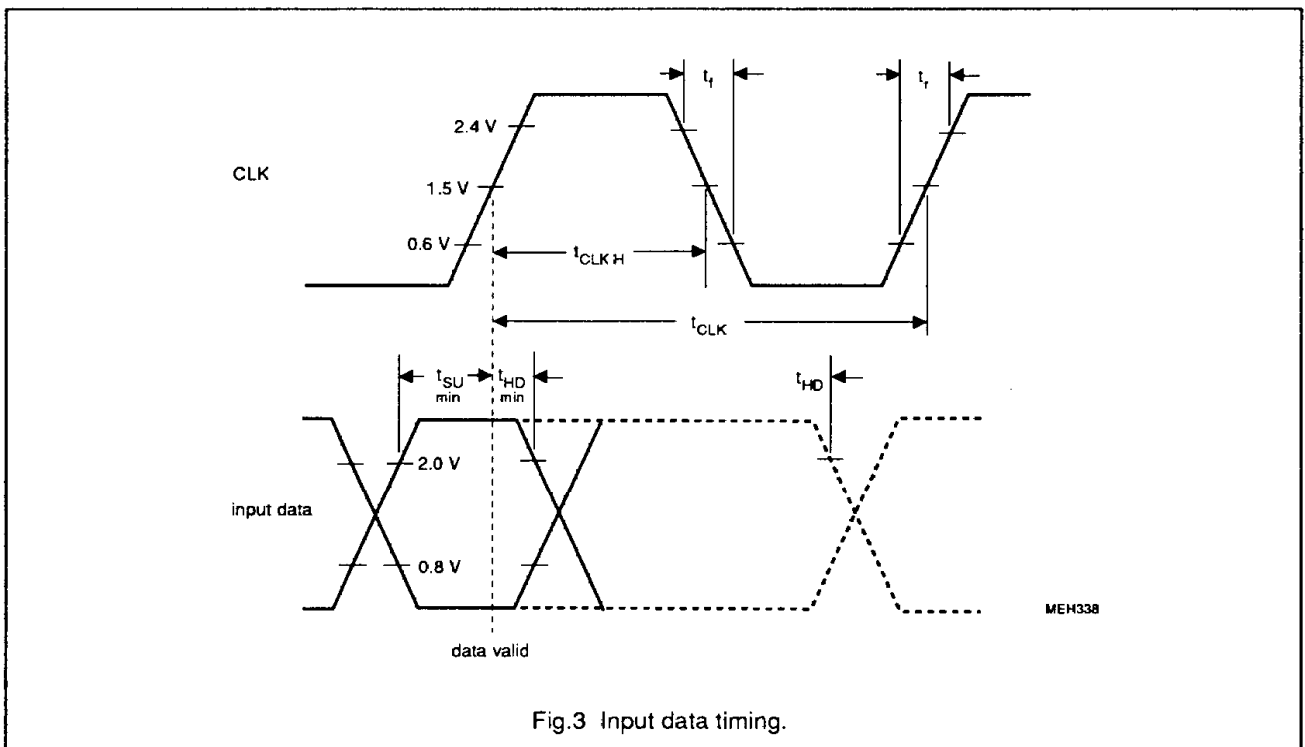 tf
tr
2.4 V
CLK
1.5 V
0.6 V
tCLK H
tCLK
tSU
min
tHD
min
tHD
2.0 V
input data
0.8 V
MEH338
data valid
Fig.3 Input data timing.